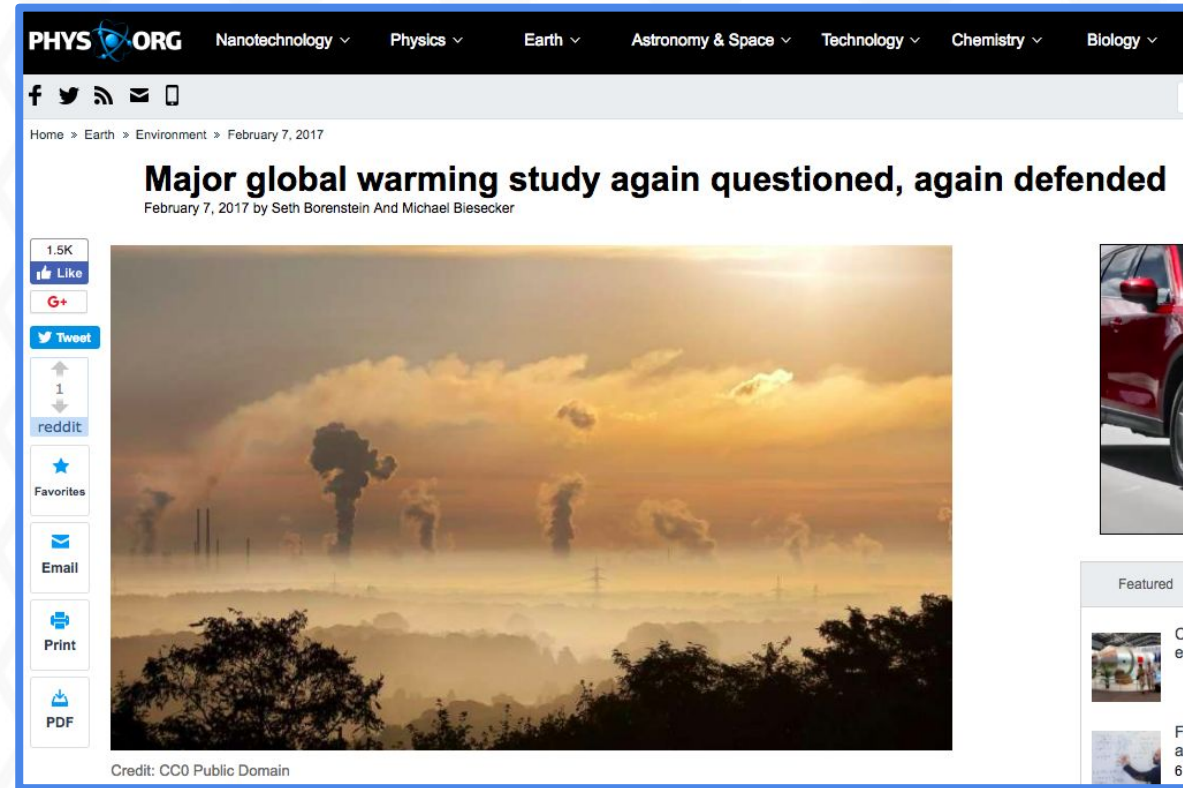 PHYS ORG
Nanotechnology Physics Earth Astronomy & Space Technology Chemistry Biology
Home » Earth » Environment » February 7, 2017
Major global warming study again questioned, again defended
February 7, 2017 by Seth Borenstein And Michael Biesecker
1.5K
Like
G+
Tweet
1
reddit
Favorites
Email
Print
PDF
Credit: CC0 Public Domain
Featured